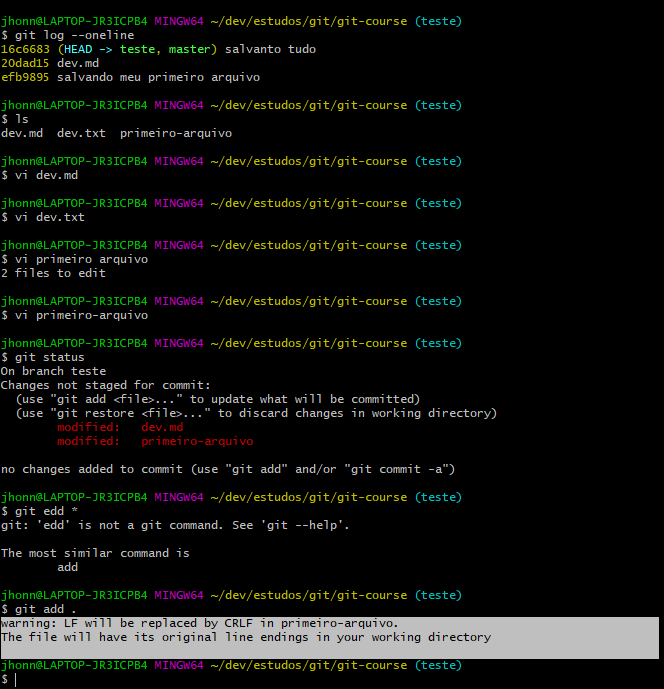 jhonn@LAPTOP-JR3ICPB4 MINGW64 ~/dev/estudos/git/git-course (teste)
$ git log --oneline
16c6683 (HEAD -> teste, master) salvanto tudo
20dad15 dev.md
efb9895 salvando meu primeiro arquivo
jhonn@LAPTOP-JR3ICPB4 MINGW64 ~/dev/estudos/git/git-course (teste)
$ ls
dev.md  dev.txt  primeiro-arquivo
jhonn@LAPTOP-JR3ICPB4 MINGW64 ~/dev/estudos/git/git-course (teste)
$ vi dev.md
jhonn@LAPTOP-JR3ICPB4 MINGW64 ~/dev/estudos/git/git-course (teste)
$ vi dev.txt
jhonn@LAPTOP-JR3ICPB4 MINGW64 ~/dev/estudos/git/git-course (teste)
$ vi primeiro arquivo
2 files to edit
jhonn@LAPTOP-JR3ICPB4 MINGW64 ~/dev/estudos/git/git-course (teste)
$ vi primeiro-arquivo
jhonn@LAPTOP-JR3ICPB4 MINGW64 ~/dev/estudos/git/git-course (teste)
$ git status
On branch teste
Changes not staged for commit:
  (use "git add <file>..." to update what will be committed)
  (use "git restore <file>..." to discard changes in working directory)
        modified:   dev.md
        modified:   primeiro-arquivo
no changes added to commit (use "git add" and/or "git commit -a")
jhonn@LAPTOP-JR3ICPB4 MINGW64 ~/dev/estudos/git/git-course (teste)
$ git edd *
git: 'edd' is not a git command. See 'git --help'.
The most similar command is
        add
jhonn@LAPTOP-JR3ICPB4 MINGW64 ~/dev/estudos/git/git-course (teste)
$ git add .
warning: LF will be replaced by CRLF in primeiro-arquivo.
The file will have its original line endings in your working directory
jhonn@LAPTOP-JR3ICPB4 MINGW64 ~/dev/estudos/git/git-course (teste)
$